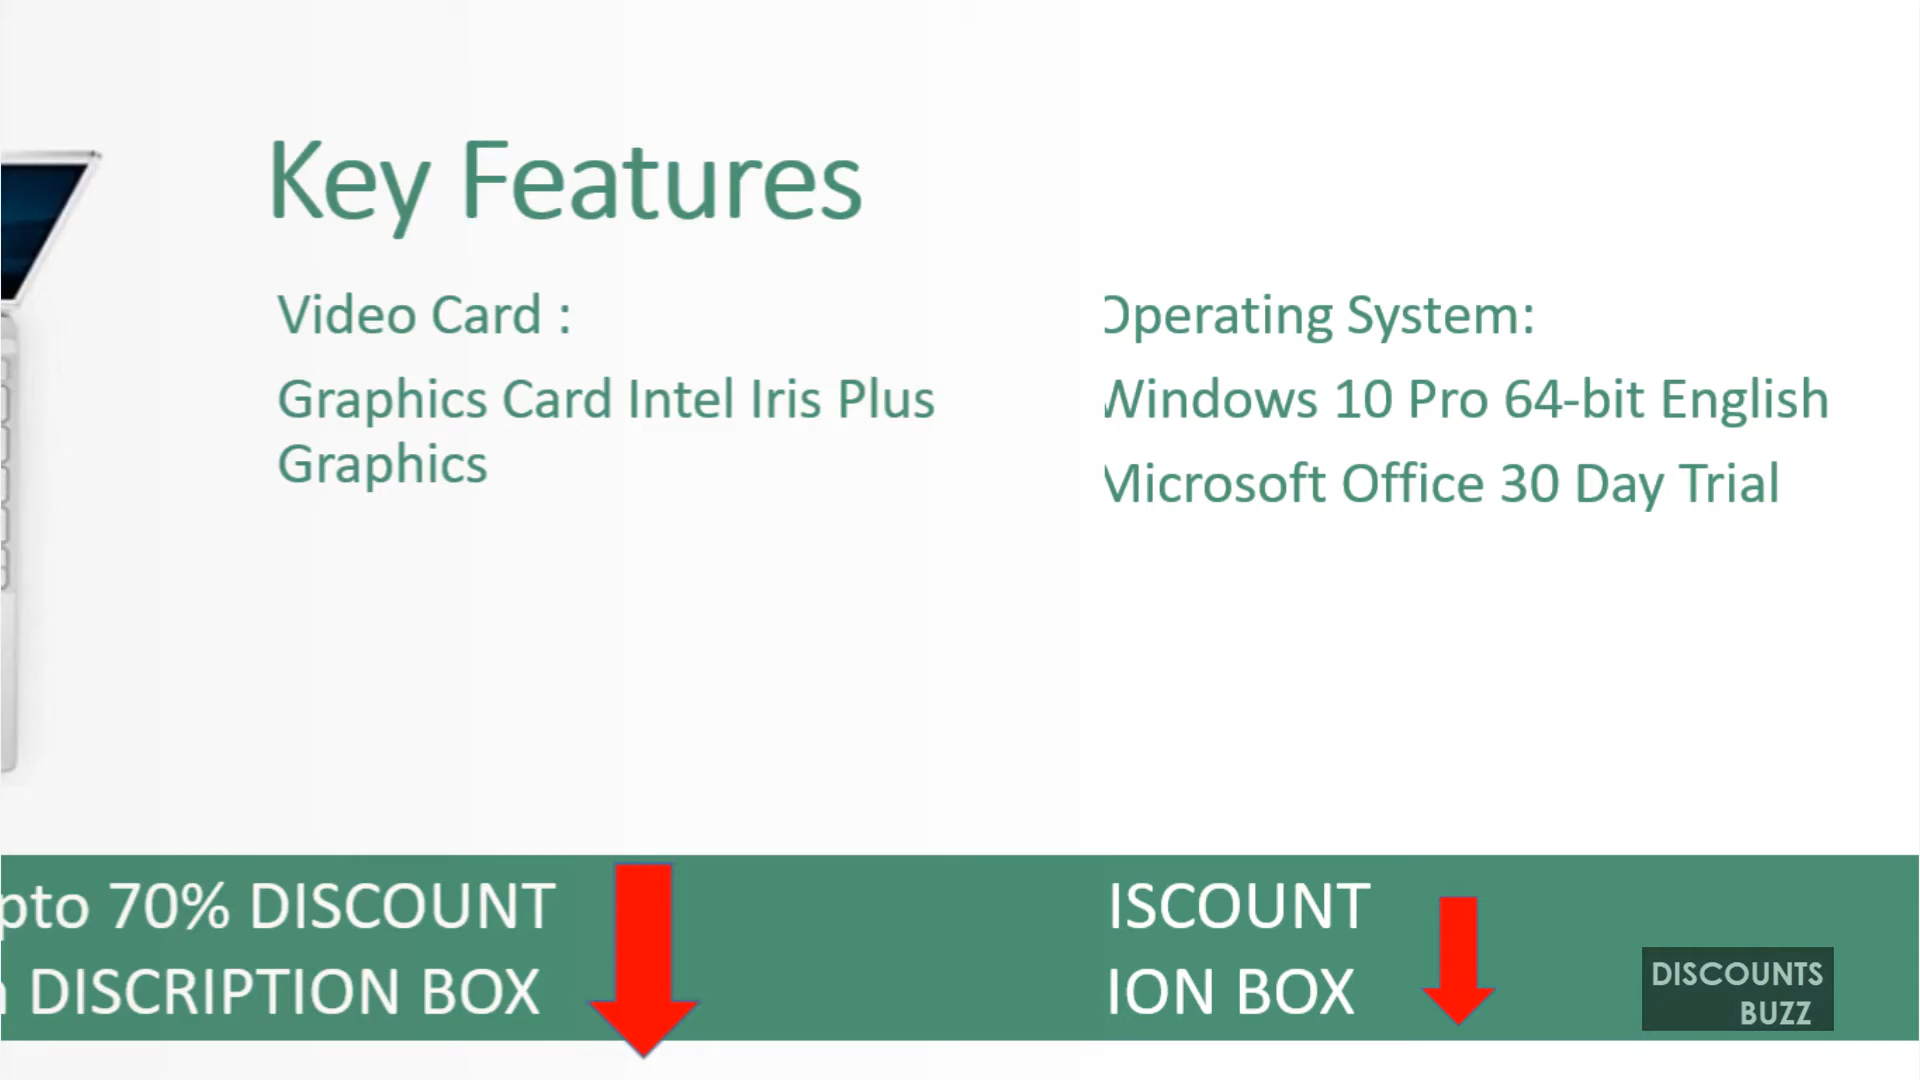 Key Features
Video Card :
Graphics Card Intel Iris Plus
Graphics
Operating System:
Windows 10 Pro 64-bit English
Microsoft Office 30 Day Trial
pto 70% DISCOUNT
DISCRIPTION BOX
ISCOUNT
ION BOX
DISCOUNTS
BUZZ